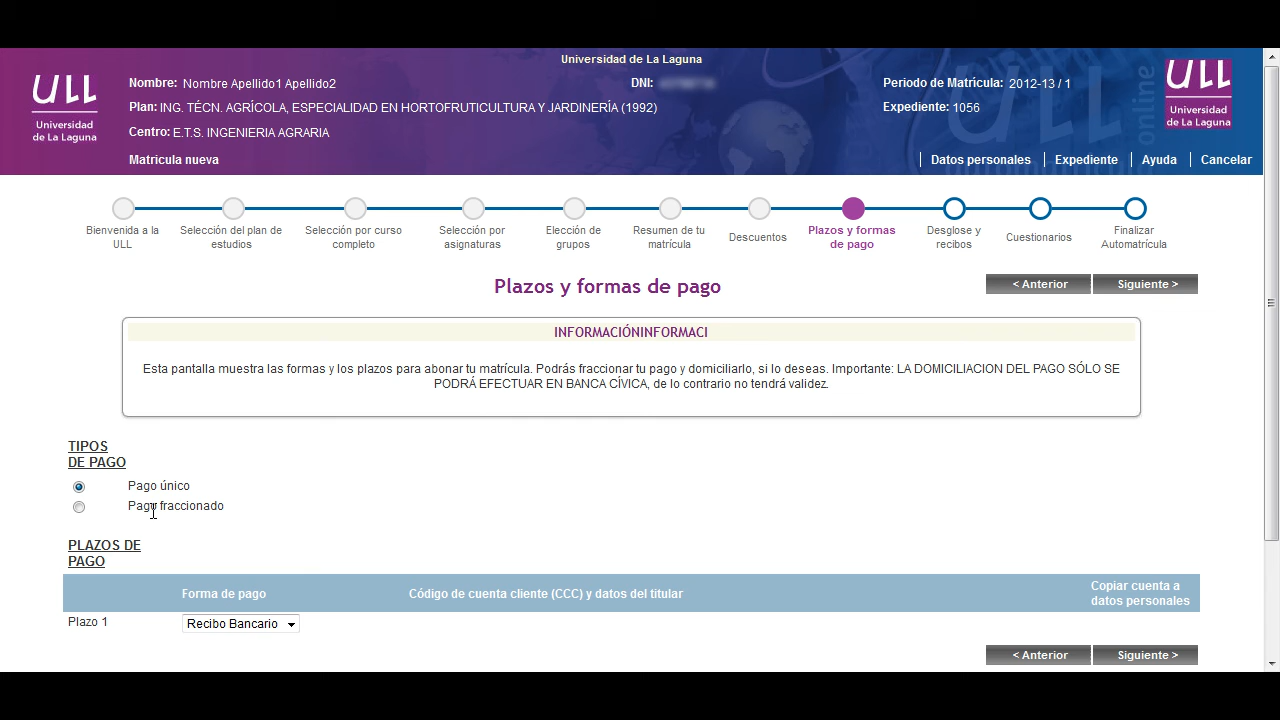 Universidad de La Laguna
ULL
Universidad
de La Laguna
Nombre: Nombre Apellido1 Apellido2
DNI:
Periodo de Matrícula: 2012-13 / 1
Plan: ING. TÉCN. AGRÍCOLA, ESPECIALIDAD EN HORTOFRUTICULTURA Y JARDINERÍA (1992)
Expediente: 1056
Centro: E.T.S. INGENIERIA AGRARIA
Matricula nueva
ULL
online
ULL
Universidad
de La Laguna
Datos personales
Expediente
Ayuda
Cancelar
Bienvenida a la
ULL
Selección del plan de
estudios
Selección por curso
completo
Selección por
asignaturas
Elección de
grupos
Resumen de tu
matrícula
Descuentos
Plazos y formas
de pago
Desglose y
recibos
Cuestionarios
Finalizar
Automatrícula
Plazos y formas de pago
< Anterior
Siguiente >
INFORMACIÓNINFORMACI
Esta pantalla muestra las formas y los plazos para abonar tu matrícula. Podrás fraccionar tu pago y domiciliarlo, si lo deseas. Importante: LA DOMICILIACION DEL PAGO SÓLO SE
PODRÁ EFECTUAR EN BANCA CÍVICA, de lo contrario no tendrá validez.
TIPOS
DE PAGO
Pago único
Pago fraccionado
PLAZOS DE
PAGO
Forma de pago
Código de cuenta cliente (CCC) y datos del titular
Copiar cuenta a
datos personales
Plazo 1
Recibo Bancario
< Anterior
Siguiente >